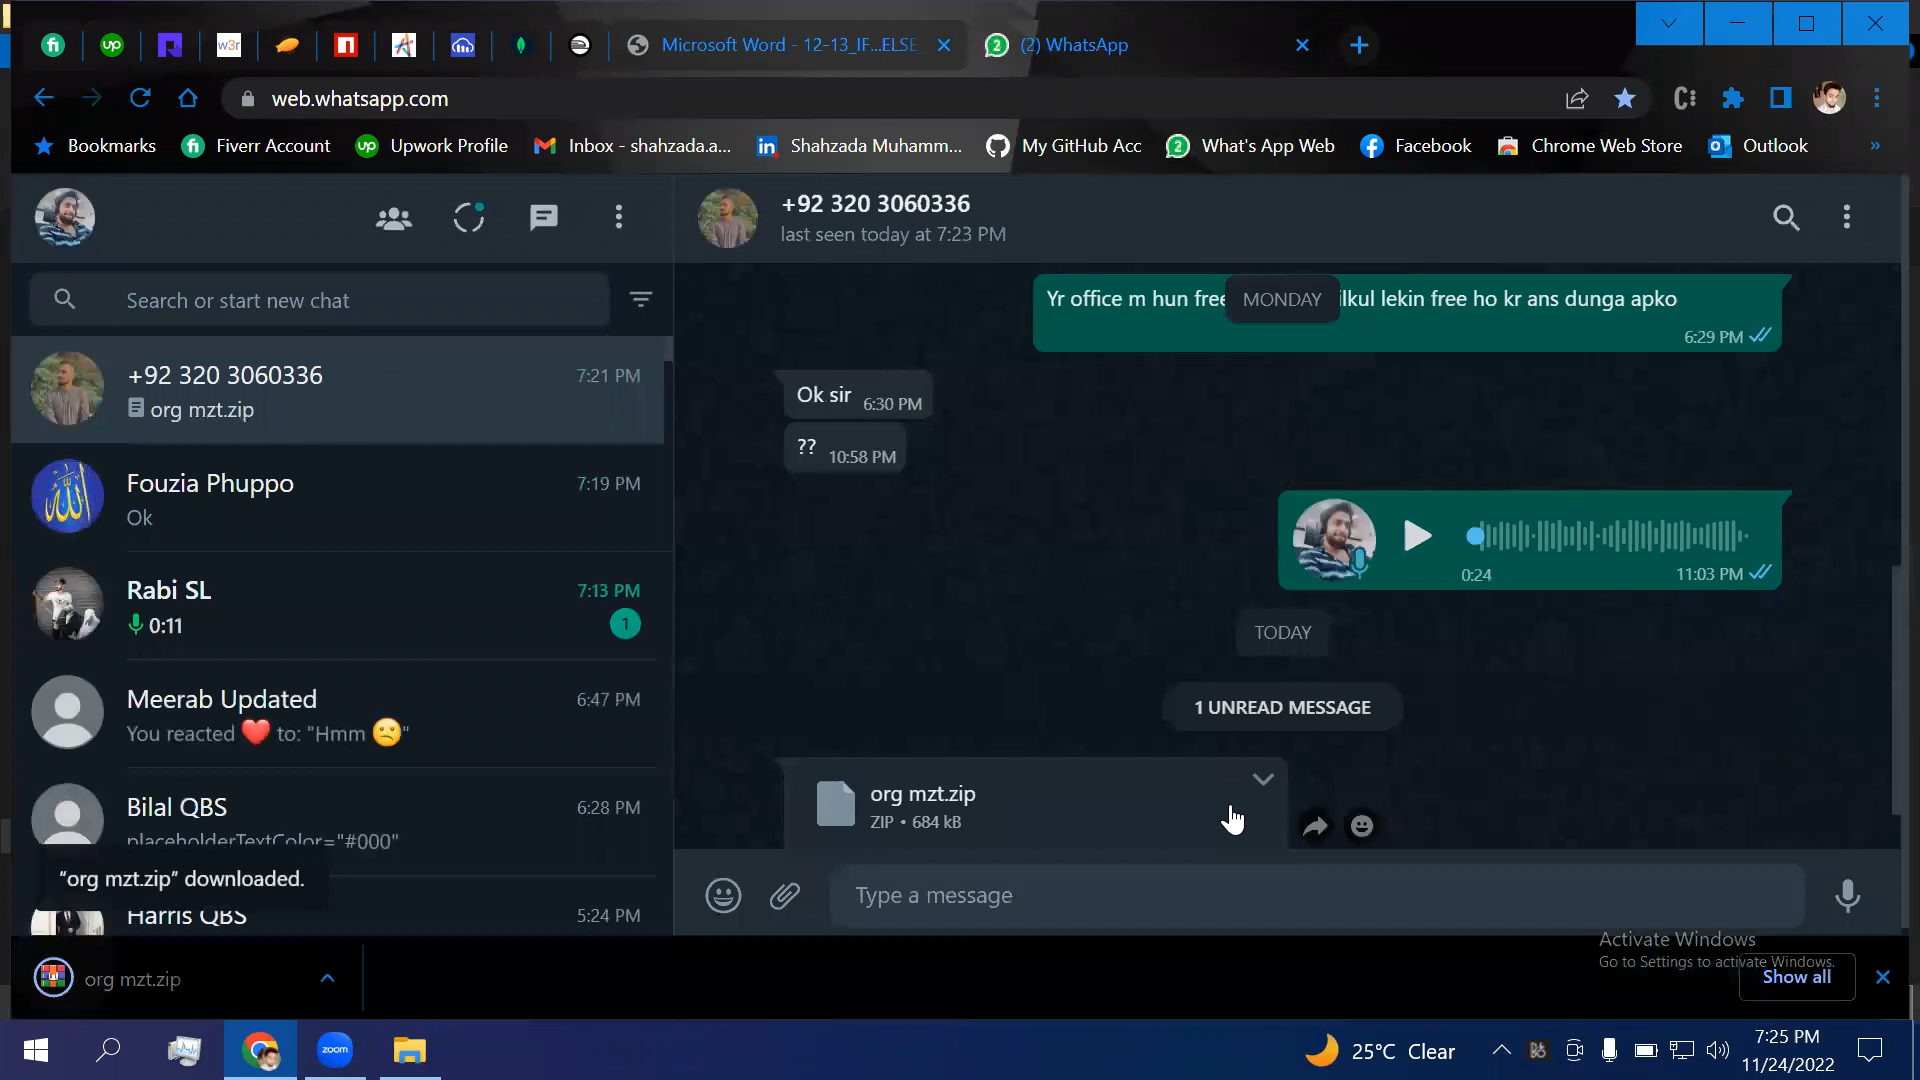 Microsoft Word - 12-13_IF...ELSE
(2) WhatsApp
web.whatsapp.com
Bookmarks
Fiverr Account
Upwork Profile
Inbox - shahzada.a...
Shahzada Muhamm...
My GitHub Acc
What's App Web
Facebook
Chrome Web Store
Outlook
»
Search or start new chat
+92 320 3060336
7:21 PM
org mzt.zip
Fouzia Phuppo
7:19 PM
Ok
Rabi SL
7:13 PM
0:11
1
Meerab Updated
6:47 PM
You reacted ❤️ to: "Hmm 🙁"
Bilal QBS
6:28 PM
placeholderTextColor="#000"
"org mzt.zip" downloaded.
Harris QBS
5:24 PM
+92 320 3060336
last seen today at 7:23 PM
Yr office m hun free
MONDAY
ilkul lekin free ho kr ans dunga apko
6:29 PM
Ok sir
6:30 PM
??
10:58 PM
0:24
11:03 PM
TODAY
1 UNREAD MESSAGE
org mzt.zip
ZIP • 684 kB
Type a message
Activate Windows
Go to Settings to activate Windows.
org mzt.zip
Show all
zoom
25°C Clear
7:25 PM
11/24/2022